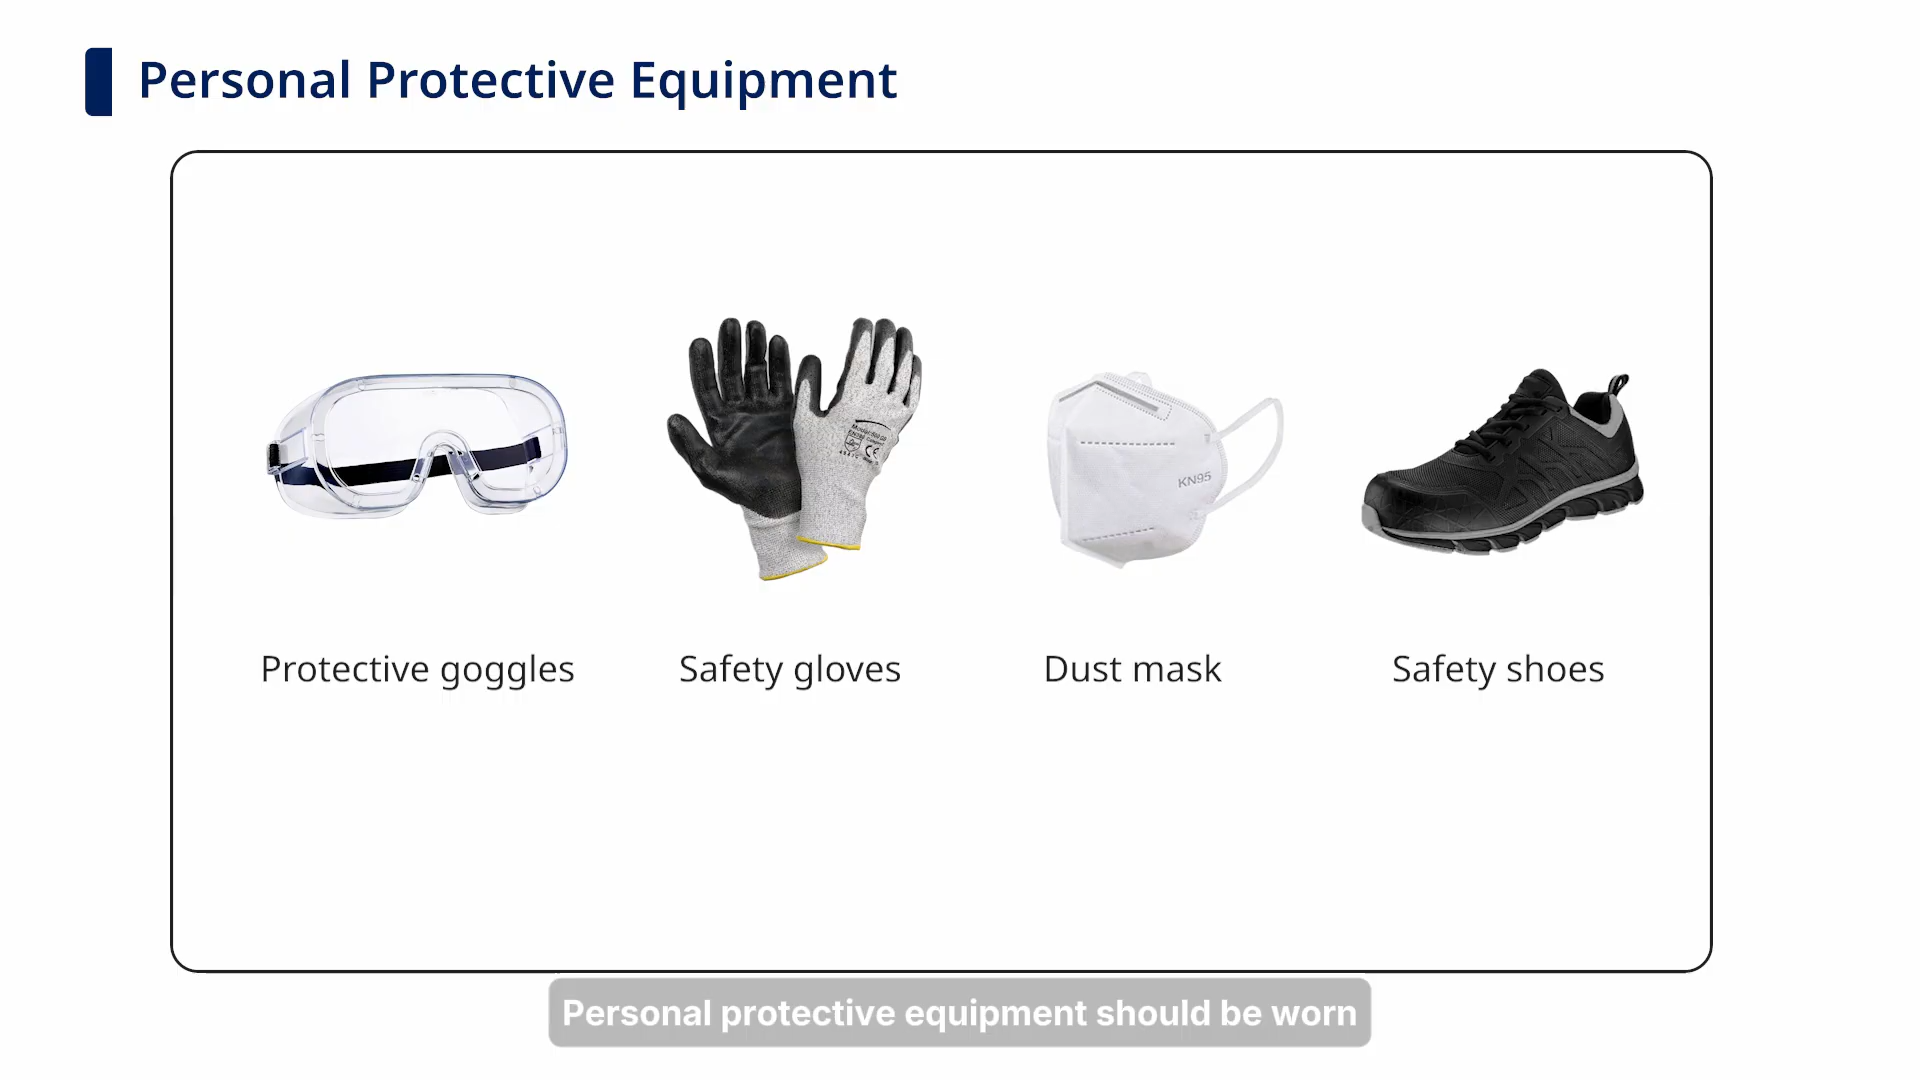 Personal Protective Equipment
KN95
Protective goggles
Safety gloves
Dust mask
Safety shoes
Personal protective equipment should be worn